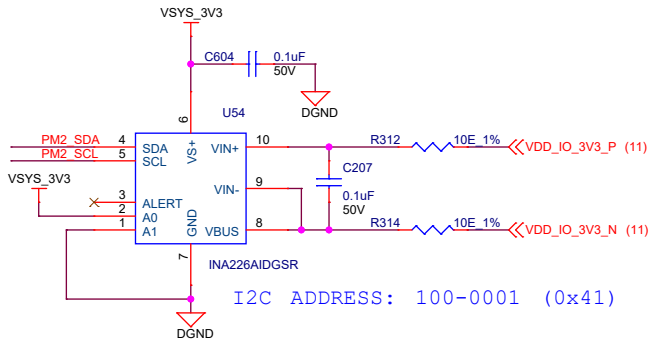 VSYS_3V3
C604
0.1uF
50V
DGND
U54
6
VS+
PM2_SDA
4
SDA
VIN+
10
R312
10E_1%
VDD_IO_3V3_P (11)
PM2_SCL
5
SCL
C207
VSYS_3V3
VIN-
9
0.1uF
50V
3
ALERT
2
A0
1
A1
GND
VBUS
8
R314
10E_1%
VDD_IO_3V3_N (11)
7
INA226AIDGSR
I2C ADDRESS: 100-0001 (0x41)
DGND